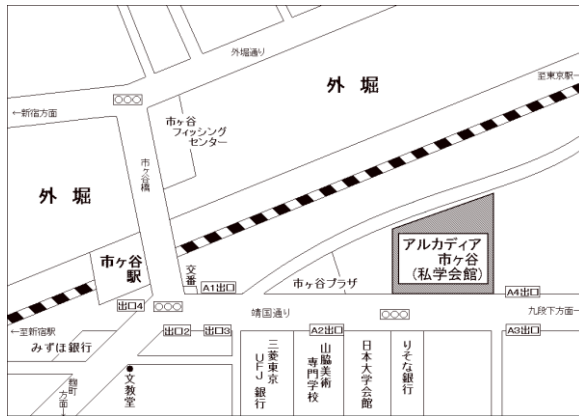 外堀通り
至東京駅→
外 堀
←新宿方面
市ヶ谷
フィッシング
センター
市ヶ谷橋
外 堀
市ヶ谷
駅
交番
A1出口
市ヶ谷プラザ
アルカディア
市ヶ谷
(私学会館)
A4出口
出口4
靖国通り
九段下方面→
←至新宿駅
出口2
出口3
A2出口
A3出口
みずほ銀行
麹町
方面
文教堂
三菱東京
UFJ銀行
山脇美術
専門学校
日本大学会館
りそな銀行